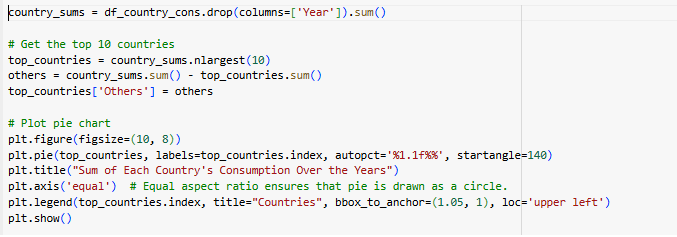 country_sums = df_country_cons.drop(columns=['Year']).sum()
# Get the top 10 countries
top_countries = country_sums.nlargest(10)
others = country_sums.sum() - top_countries.sum()
top_countries['Others'] = others
# Plot pie chart
plt.figure(figsize=(10, 8))
plt.pie(top_countries, labels=top_countries.index, autopct='%1.1f%%', startangle=140)
plt.title("Sum of Each Country's Consumption Over the Years")
plt.axis('equal')  # Equal aspect ratio ensures that pie is drawn as a circle.
plt.legend(top_countries.index, title="Countries", bbox_to_anchor=(1.05, 1), loc='upper left')
plt.show()